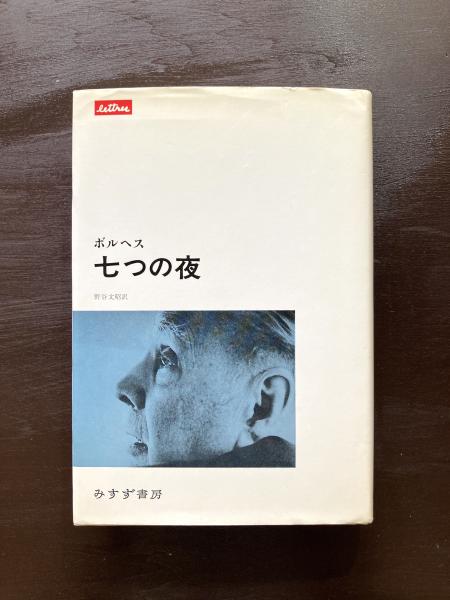 lettres
ボルヘス
七つの夜
野谷文昭訳
みすず書房